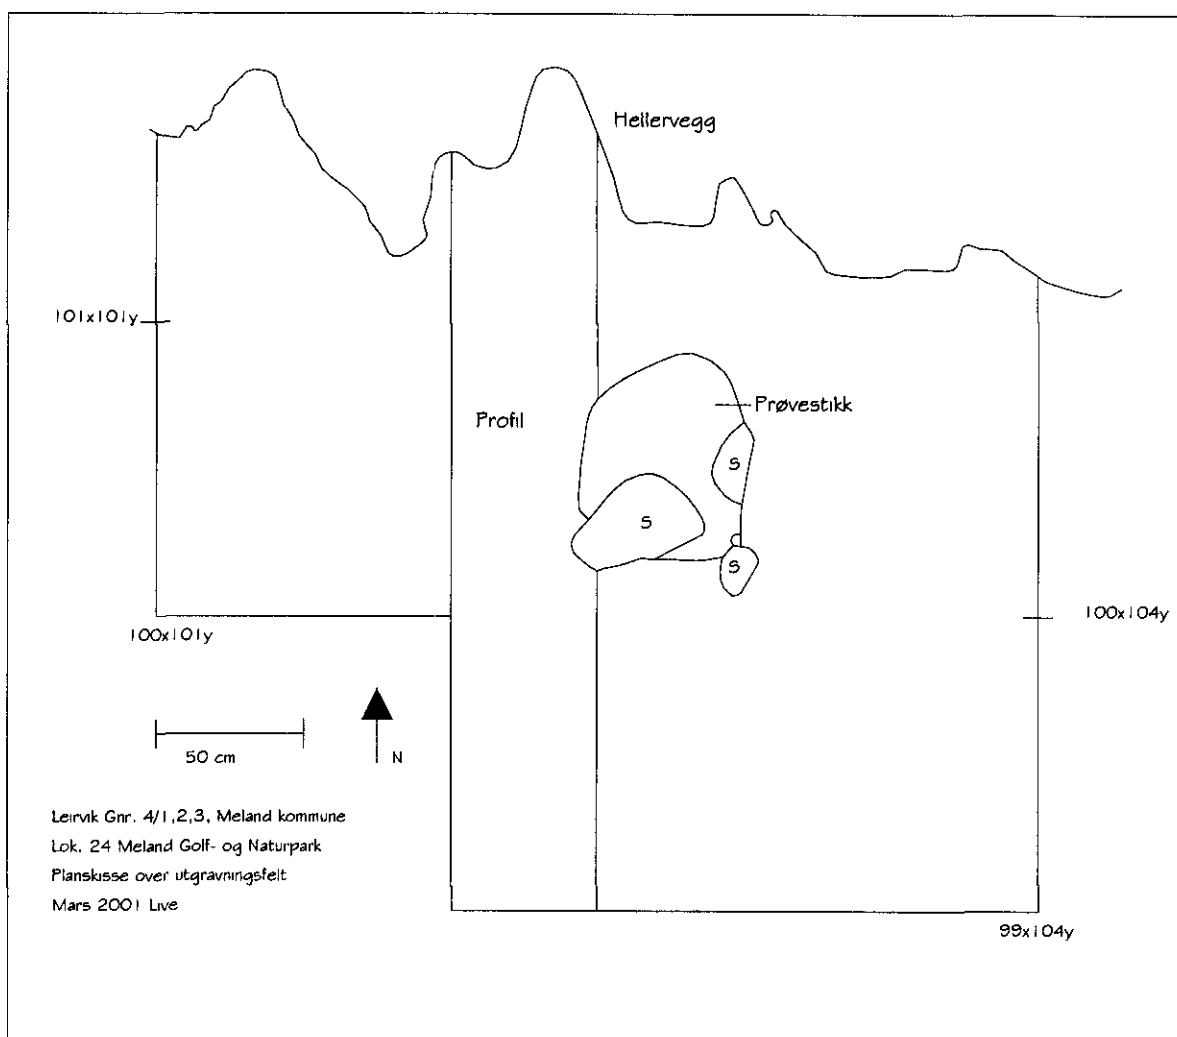 Hellervegg
101x101y
Profil
Prøvestikk
S
S
S
100x101y
100x104y
50 cm
N
Leirvik Gnr. 4/1,2,3, Meland kommune
Lok. 24 Meland Golf- og Naturpark
Planskisse over utgravningsfelt
Mars 2001 Live
99x104y